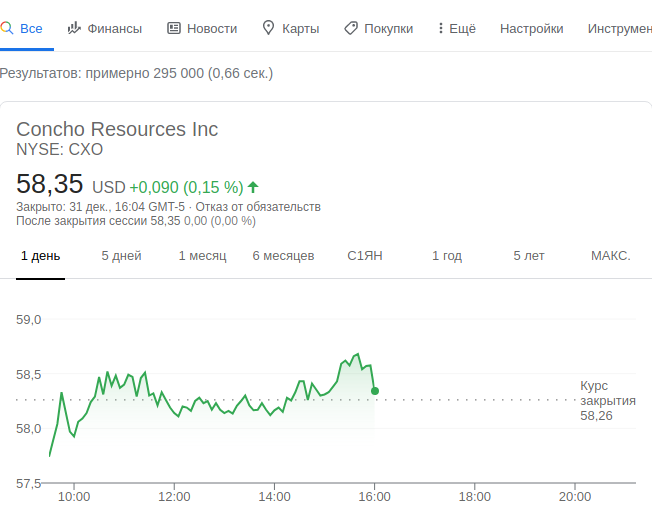 Все Финансы Новости Карты Покупки Ещё Настройки Инструмен
Результатов: примерно 295 000 (0,66 сек.)
Concho Resources Inc
NYSE: CXO
58,35 USD +0,090 (0,15 %)
Закрыто: 31 дек., 16:04 GMT-5 · Отказ от обязательств
После закрытия сессии 58,35 0,00 (0,00 %)
1 день 5 дней 1 месяц 6 месяцев С1ЯН 1 год 5 лет МАКС.
59,0
58,5
Курс
закрытия
58,26
58,0
57,5
10:00 12:00 14:00 16:00 18:00 20:00